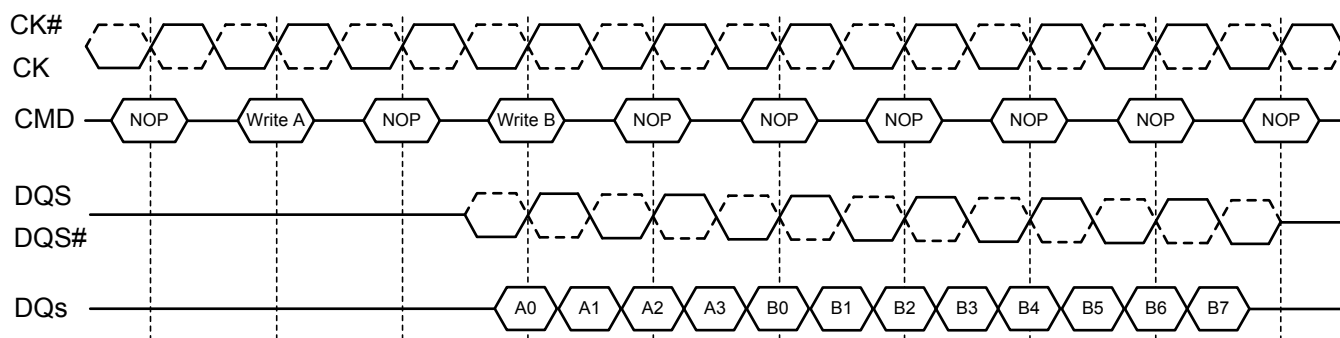 CK#
CK
CMD NOP Write A NOP Write B NOP NOP NOP NOP NOP NOP
DQS
DQS#
DQs A0 A1 A2 A3 B0 B1 B2 B3 B4 B5 B6 B7